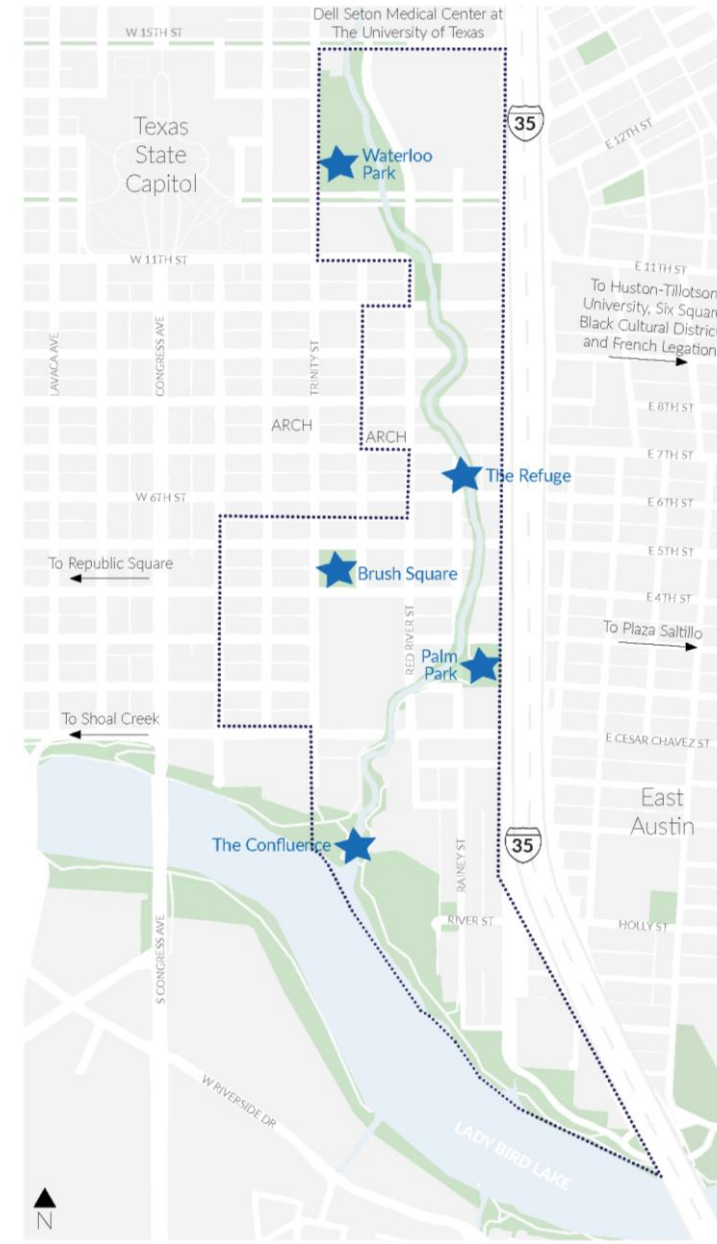 Dell Seton Medical Center at
The University of Texas
W 15TH ST
35
E 12TH ST
Texas
State
Capitol
Waterloo
Park
W 11TH ST
E 11TH ST
To Huston-Tillotson
University, Six Square
Black Cultural District
and French Legation
LAVACA AVE
CONGRESS AVE
TRINITY ST
E 8TH ST
ARCH
ARCH
E 7TH ST
The Refuge
W 6TH ST
E 6TH ST
E 5TH ST
To Republic Square
Brush Square
E 4TH ST
RED RIVER ST
To Plaza Saltillo
Palm
Park
To Shoal Creek
E CESAR CHAVEZ ST
East
Austin
The Confluence
35
RAINEY ST
RIVER ST
HOLLY ST
S CONGRESS AVE
W RIVERSIDE DR
LADY BIRD LAKE
N